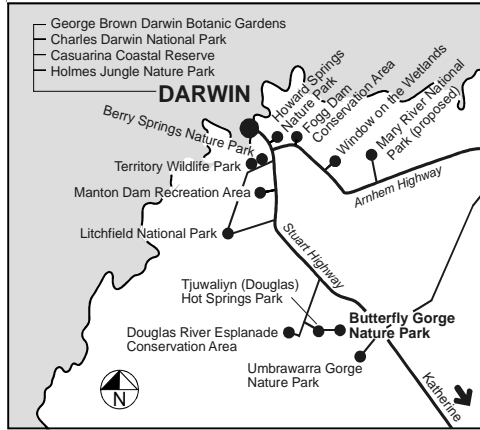 George Brown Darwin Botanic Gardens
Charles Darwin National Park
Casuarina Coastal Reserve
Holmes Jungle Nature Park
DARWIN
Berry Springs Nature Park
Howard Springs
Nature Park
Fogg Dam
Conservation Area
Window on the Wetlands
Mary River National
Park (proposed)
Territory Wildlife Park
Manton Dam Recreation Area
Arnhem Highway
Litchfield National Park
Stuart Highway
Tjuwaliyn (Douglas)
Hot Springs Park
Butterfly Gorge
Nature Park
Douglas River Esplanade
Conservation Area
Umbrawarra Gorge
Nature Park
Katherine
N